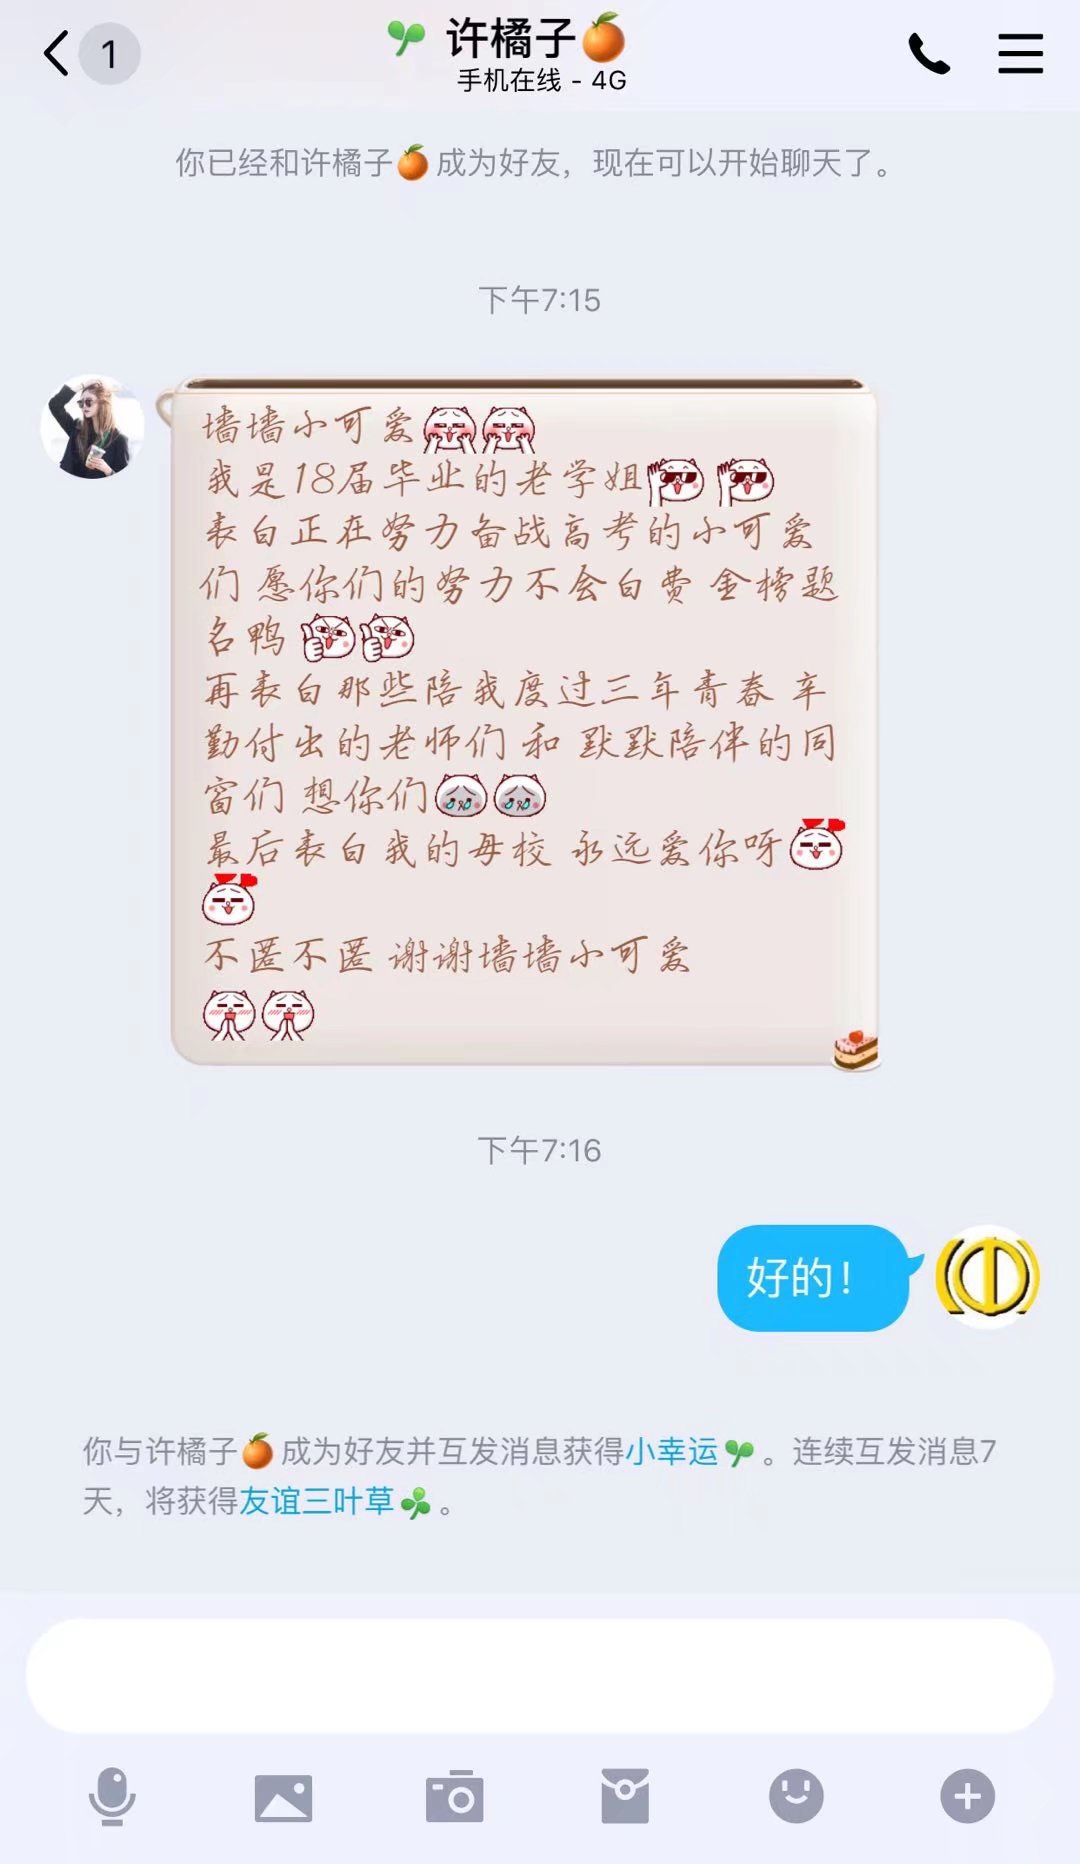 1
许橘子🍊
手机在线 - 4G
你已经和许橘子🍊成为好友，现在可以开始聊天了。
下午7:15
墙墙小可爱
我是18届毕业的老学姐
表白正在努力备战高考的小可爱
们 愿你们的努力不会白费 金榜题
名鸭
再表白那些陪我度过三年青春 辛
勤付出的老师们 和 默默陪伴的同
窗们 想你们
最后表白我的母校 永远爱你呀
不匿不匿 谢谢墙墙小可爱
下午7:16
好的！
你与许橘子🍊成为好友并互发消息获得小幸运。连续互发消息7
天，将获得友谊三叶草☘。